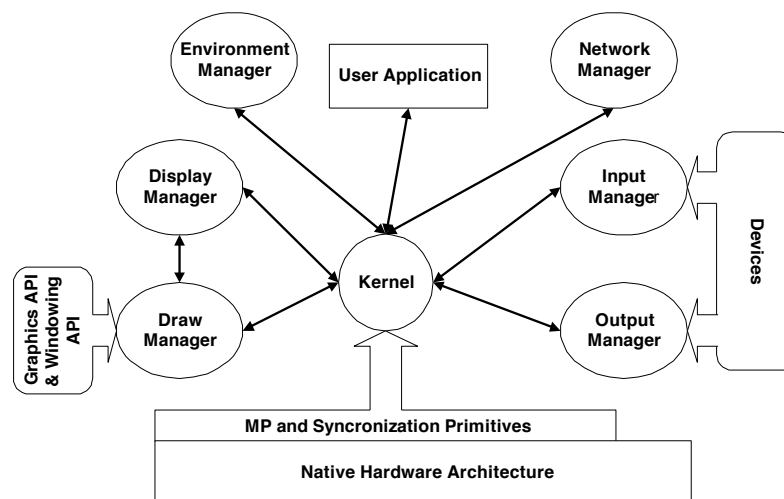 Environment
Manager
User Application
Network
Manager
Display
Manager
Input
Manager
Devices
Kernel
Graphics API
& Windowing
API
Draw
Manager
Output
Manager
MP and Syncronization Primitives
Native Hardware Architecture